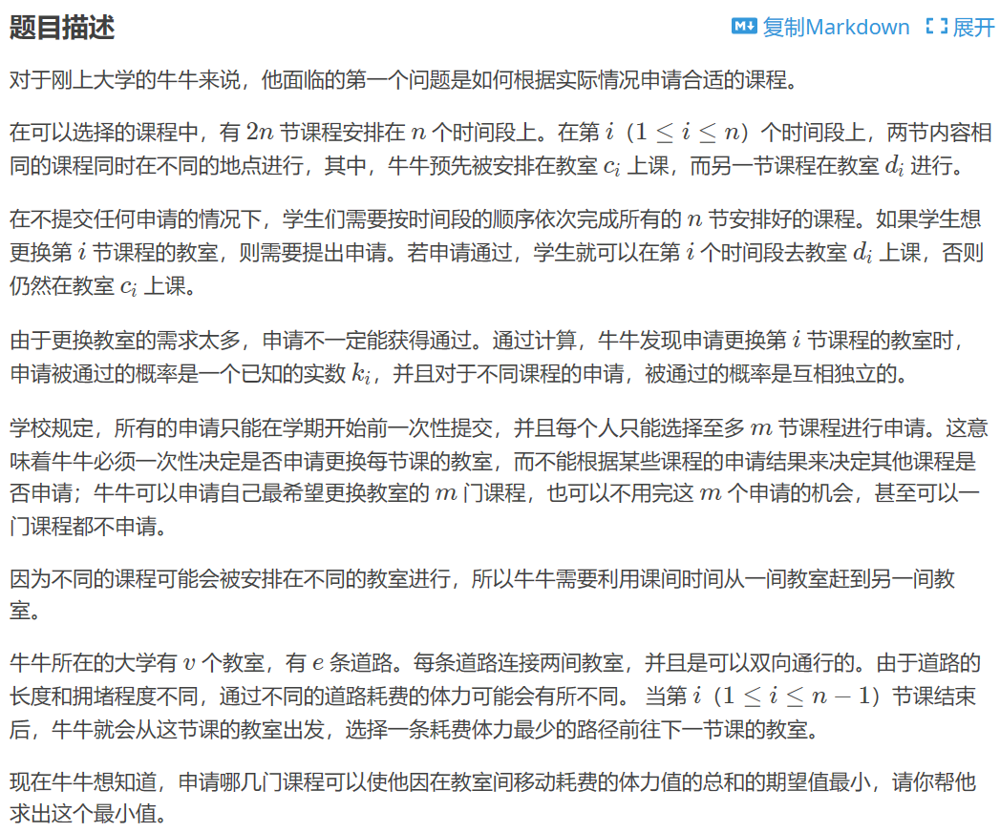 题目描述
复制Markdown 展开
对于刚上大学的牛牛来说，他面临的第一个问题是如何根据实际情况申请合适的课程。
在可以选择的课程中，有 2n 节课程安排在 n 个时间段上。在第 i（1 ≤ i ≤ n）个时间段上，两节内容相
同的课程同时在不同的地点进行，其中，牛牛预先被安排在教室 c_i 上课，而另一节课程在教室 d_i 进行。
在不提交任何申请的情况下，学生们需要按时间段的顺序依次完成所有的 n 节安排好的课程。如果学生想
更换第 i 节课程的教室，则需要提出申请。若申请通过，学生就可以在第 i 个时间段去教室 d_i 上课，否则
仍然在教室 c_i 上课。
由于更换教室的需求太多，申请不一定能获得通过。通过计算，牛牛发现申请更换第 i 节课程的教室时，
申请被通过的概率是一个已知的实数 k_i，并且对于不同课程的申请，被通过的概率是互相独立的。
学校规定，所有的申请只能在学期开始前一次性提交，并且每个人只能选择至多 m 节课程进行申请。这意
味着牛牛必须一次性决定是否申请更换每节课的教室，而不能根据某些课程的申请结果来决定其他课程是
否申请；牛牛可以申请自己最希望更换教室的 m 门课程，也可以不用完这 m 个申请的机会，甚至可以一
门课程都不申请。
因为不同的课程可能会被安排在不同的教室进行，所以牛牛需要利用课间时间从一间教室赶到另一间教
室。
牛牛所在的大学有 v 个教室，有 e 条道路。每条道路连接两间教室，并且是可以双向通行的。由于道路的
长度和拥堵程度不同，通过不同的道路耗费的体力可能会有所不同。 当第 i（1 ≤ i ≤ n − 1）节课结束
后，牛牛就会从这节课的教室出发，选择一条耗费体力最少的路径前往下一节课的教室。
现在牛牛想知道，申请哪几门课程可以使他因在教室间移动耗费的体力值的总和的期望值最小，请你帮他
求出这个最小值。